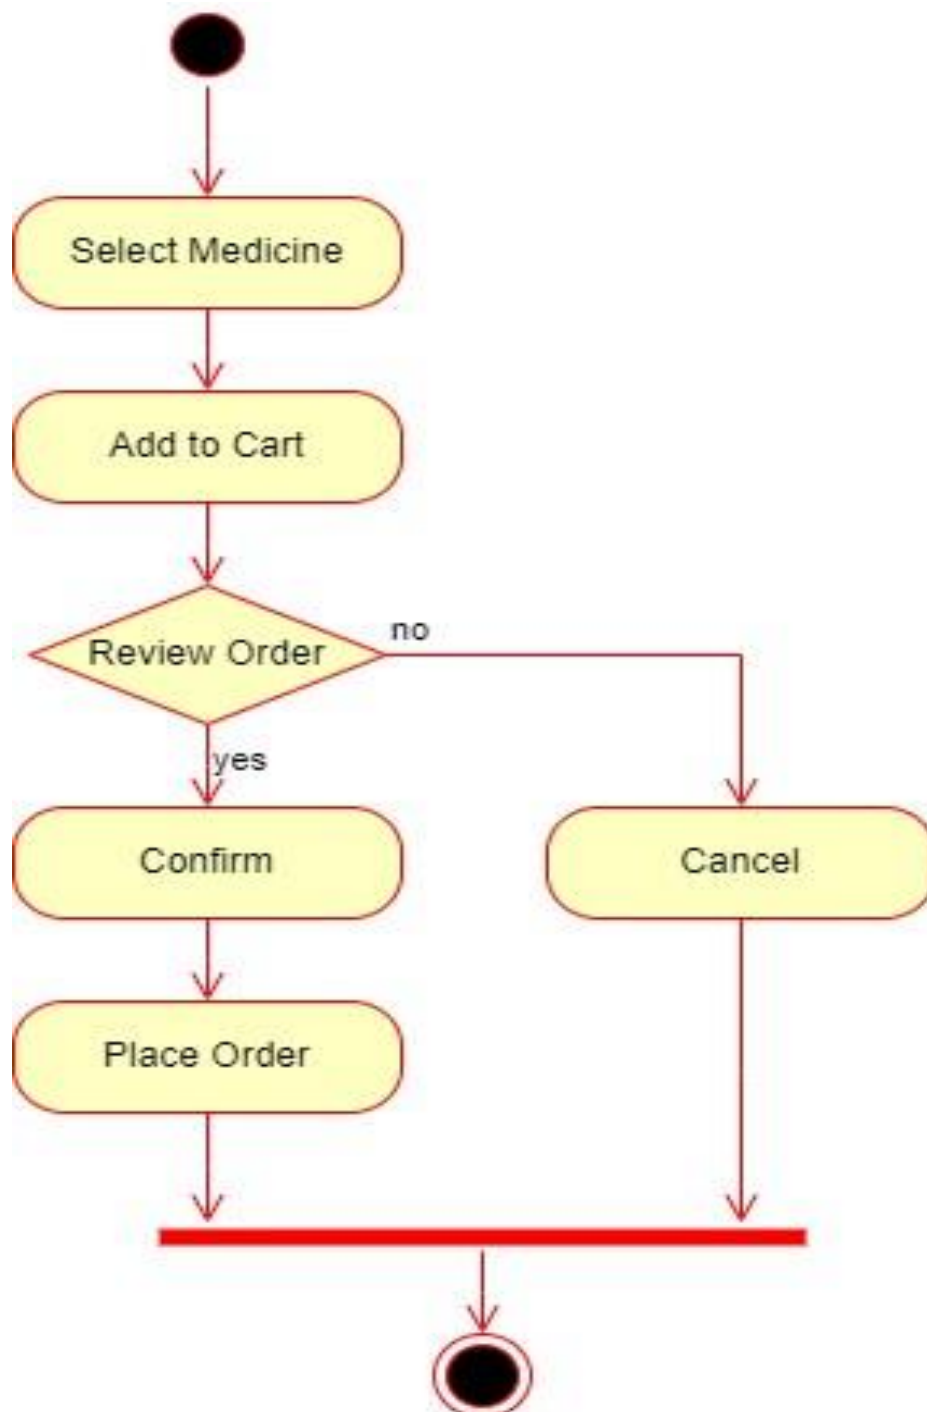 Select Medicine
Add to Cart
Review Order
no
yes
Confirm
Cancel
Place Order